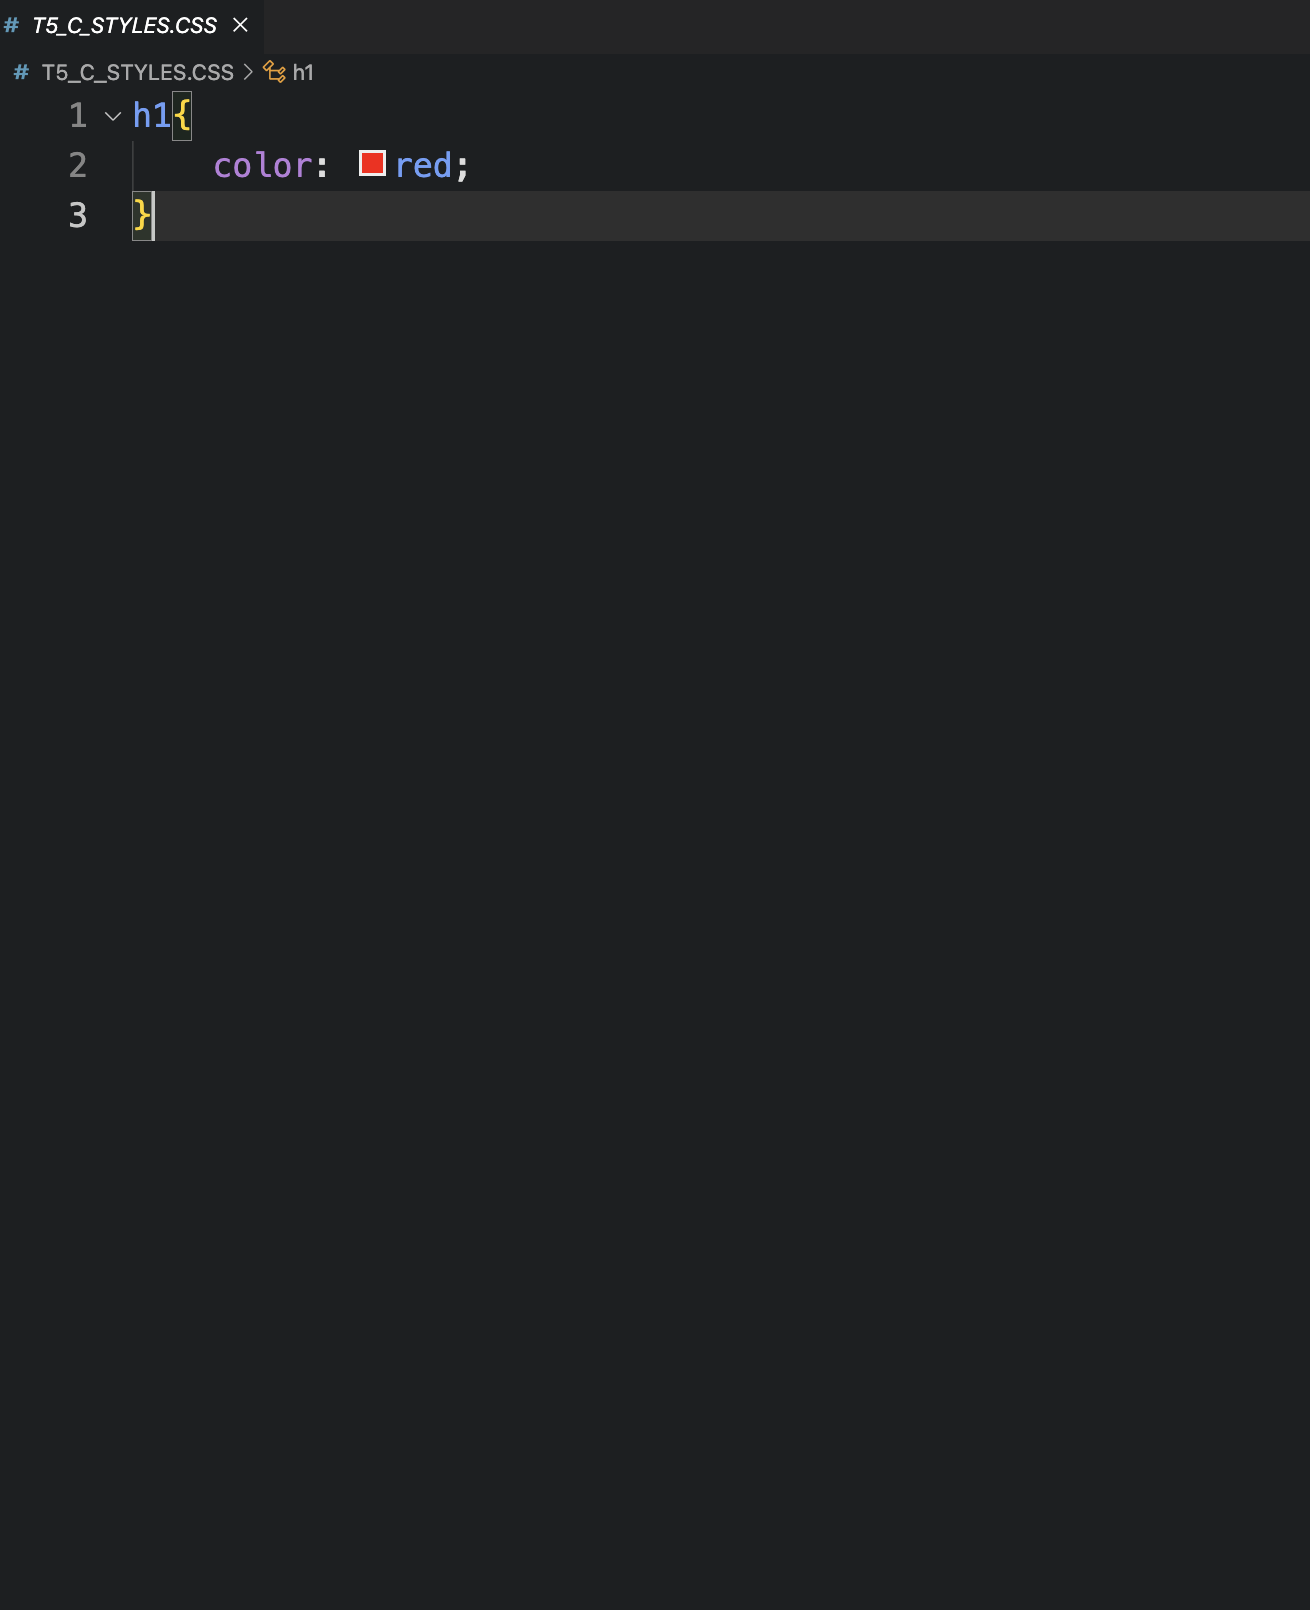 # T5_C_STYLES.CSS ×
# T5_C_STYLES.CSS > h1
1 h1{
2 color: red;
3 }